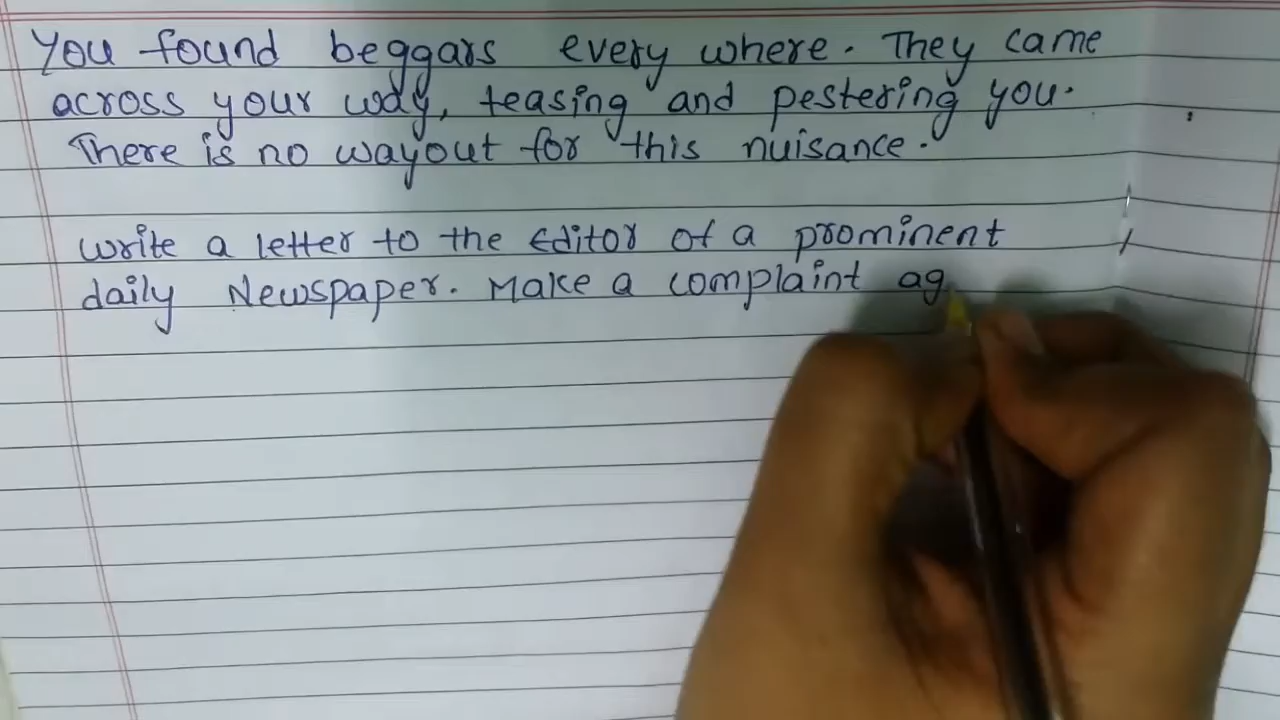 You found beggars every where. They came
across your way, teasing and pestering you.
There is no wayout for this nuisance.
Write a letter to the Editor of a prominent
daily Newspaper. Make a complaint ag